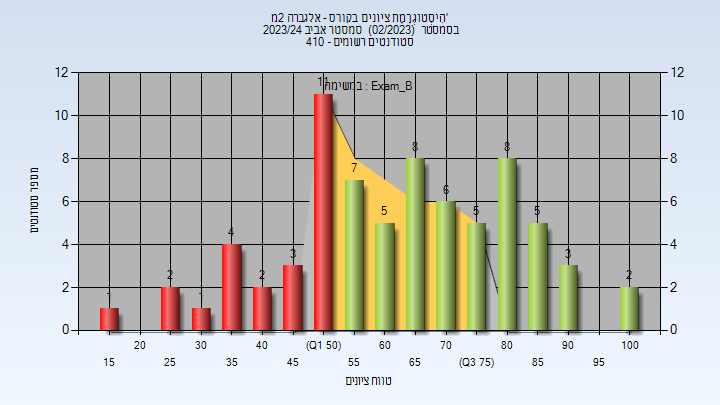 היסטוגרמת ציונים בקורס - אלגברה 2מ'
בסמסטר (02/2023) סמסטר אביב 2023/24
סטודנטים רשומים - 410
במשימה : Exam_B
מספר סטודנטים
12 12
10 10
8 8
6 6
4 4
2 2
0 0
1 2 1 4 2 3 11 7 5 8 6 5 8 5 3 2
20 30 40 (Q1 50) 60 70 80 90 100
15 25 35 45 55 65 (Q3 75) 85 95
טווח ציונים